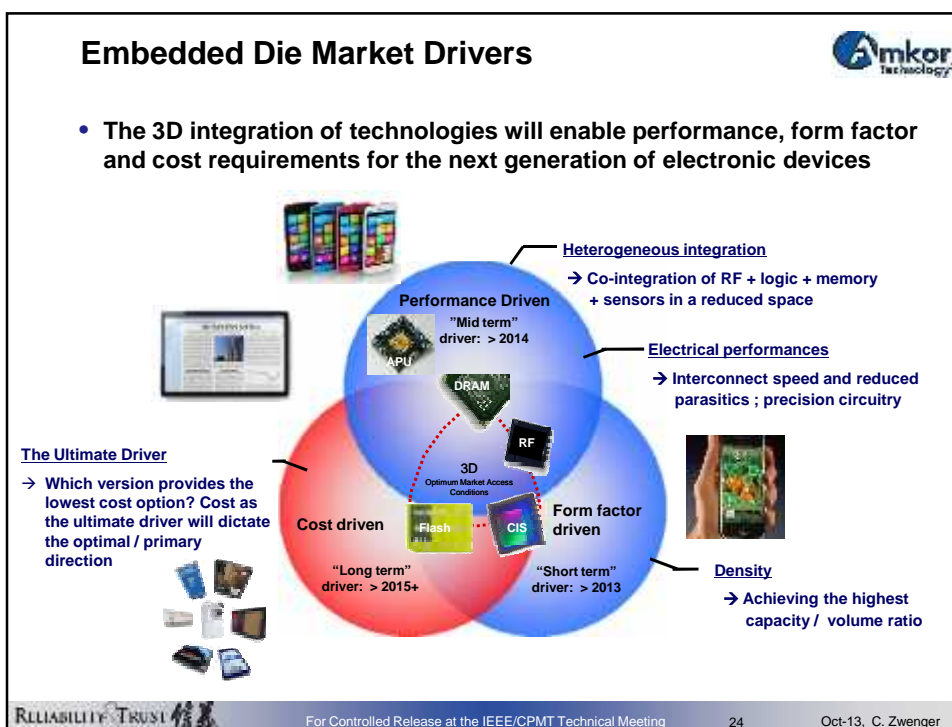 Embedded Die Market Drivers
Amkor
Technology
• The 3D integration of technologies will enable performance, form factor
and cost requirements for the next generation of electronic devices
Heterogeneous integration
→ Co-integration of RF + logic + memory
+ sensors in a reduced space
Performance Driven
"Mid term"
driver: > 2014
APU
DRAM
Electrical performances
→ Interconnect speed and reduced
parasitics ; precision circuitry
RF
The Ultimate Driver
→ Which version provides the
lowest cost option? Cost as
the ultimate driver will dictate
the optimal / primary
direction
3D
Optimum Market Access
Conditions
Cost driven
Flash
CIS
Form factor
driven
"Long term"
driver: > 2015+
"Short term"
driver: > 2013
Density
→ Achieving the highest
capacity / volume ratio
RELIABILITY TRUST 信義
For Controlled Release at the IEEE/CPMT Technical Meeting
24
Oct-13, C. Zwenger